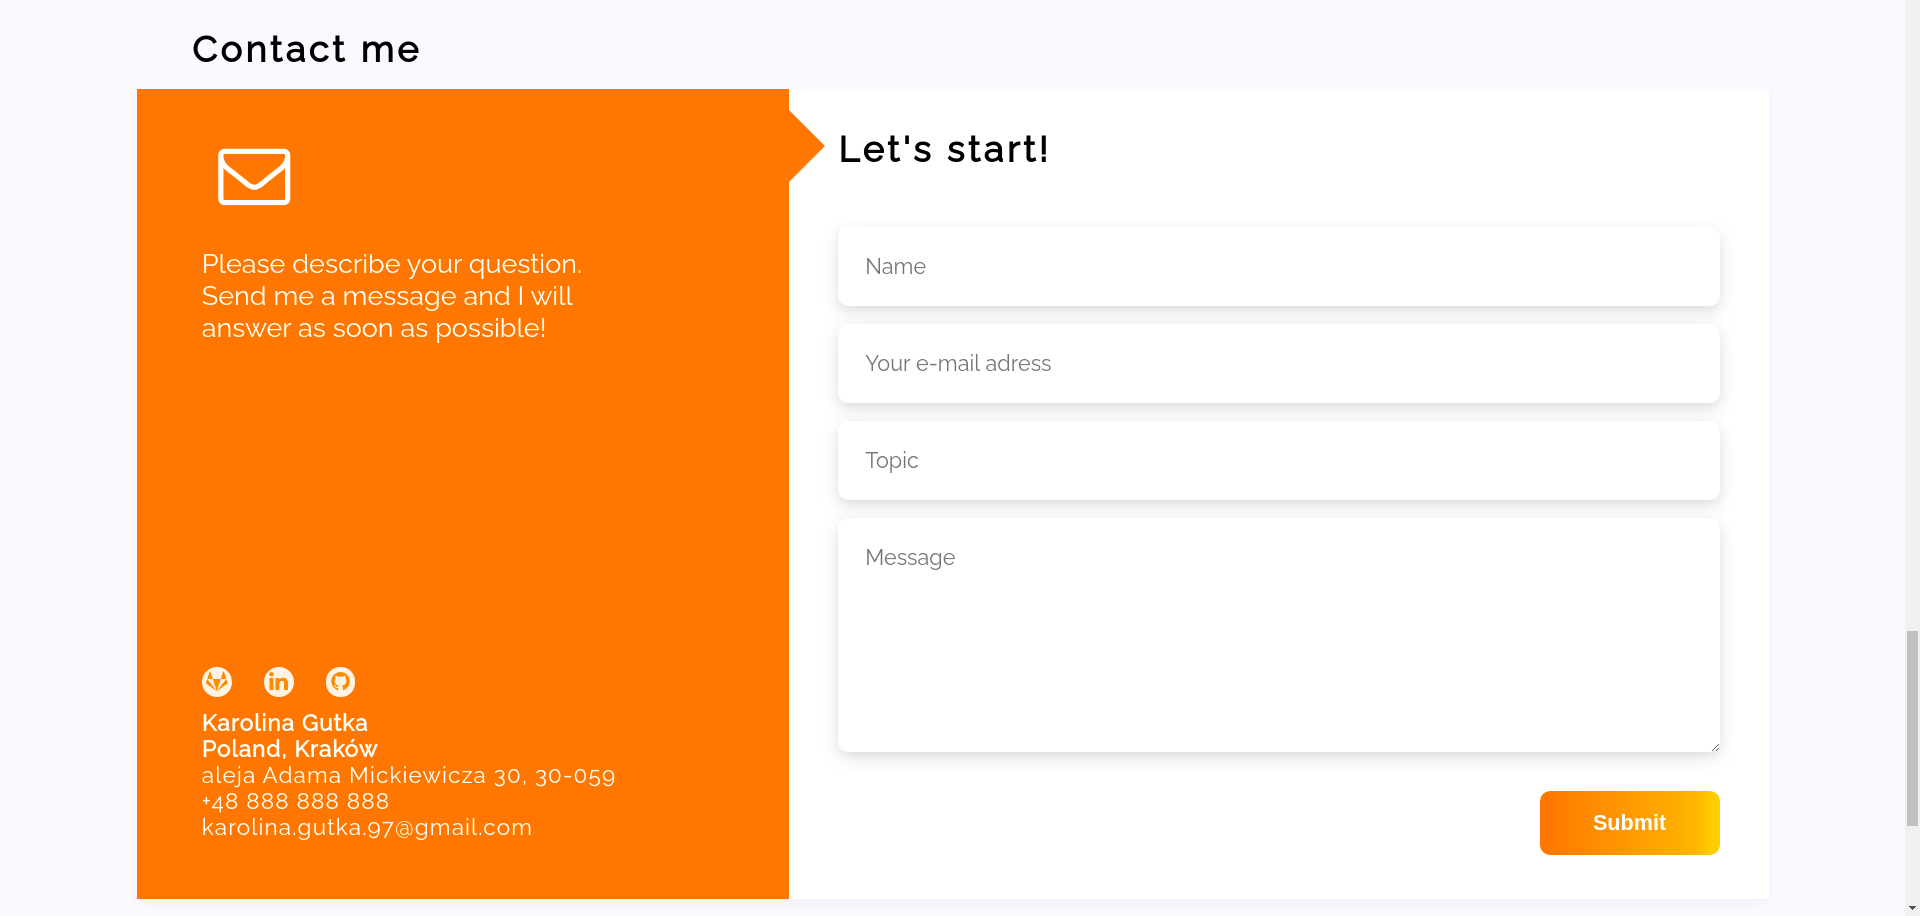 Contact me
Please describe your question.
Send me a message and I will
answer as soon as possible!
in
Karolina Gutka
Poland, Kraków
aleja Adama Mickiewicza 30, 30-059
+48 888 888 888
karolina.gutka.97@gmail.com
Let's start!
Name
Your e-mail adress
Topic
Message
Submit